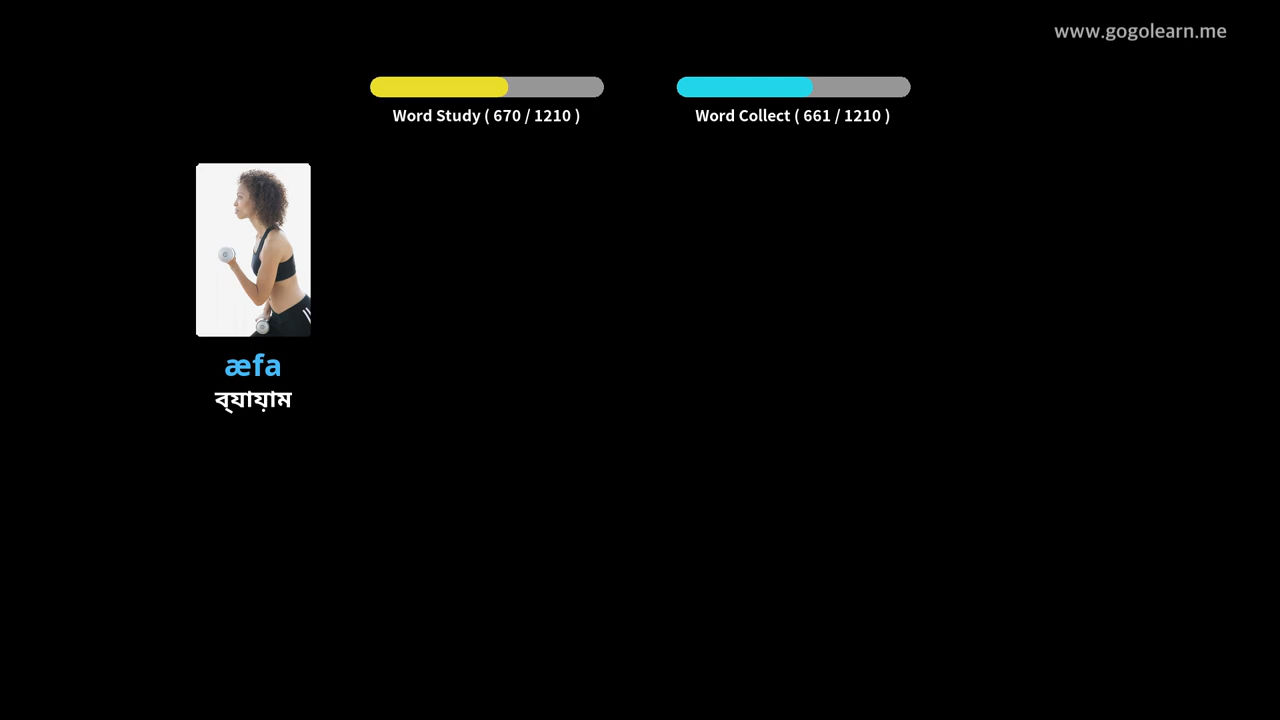 www.gogolearn.me
Word Study ( 670 / 1210 )
Word Collect ( 661 / 1210 )
æfa
ব্যায়াম